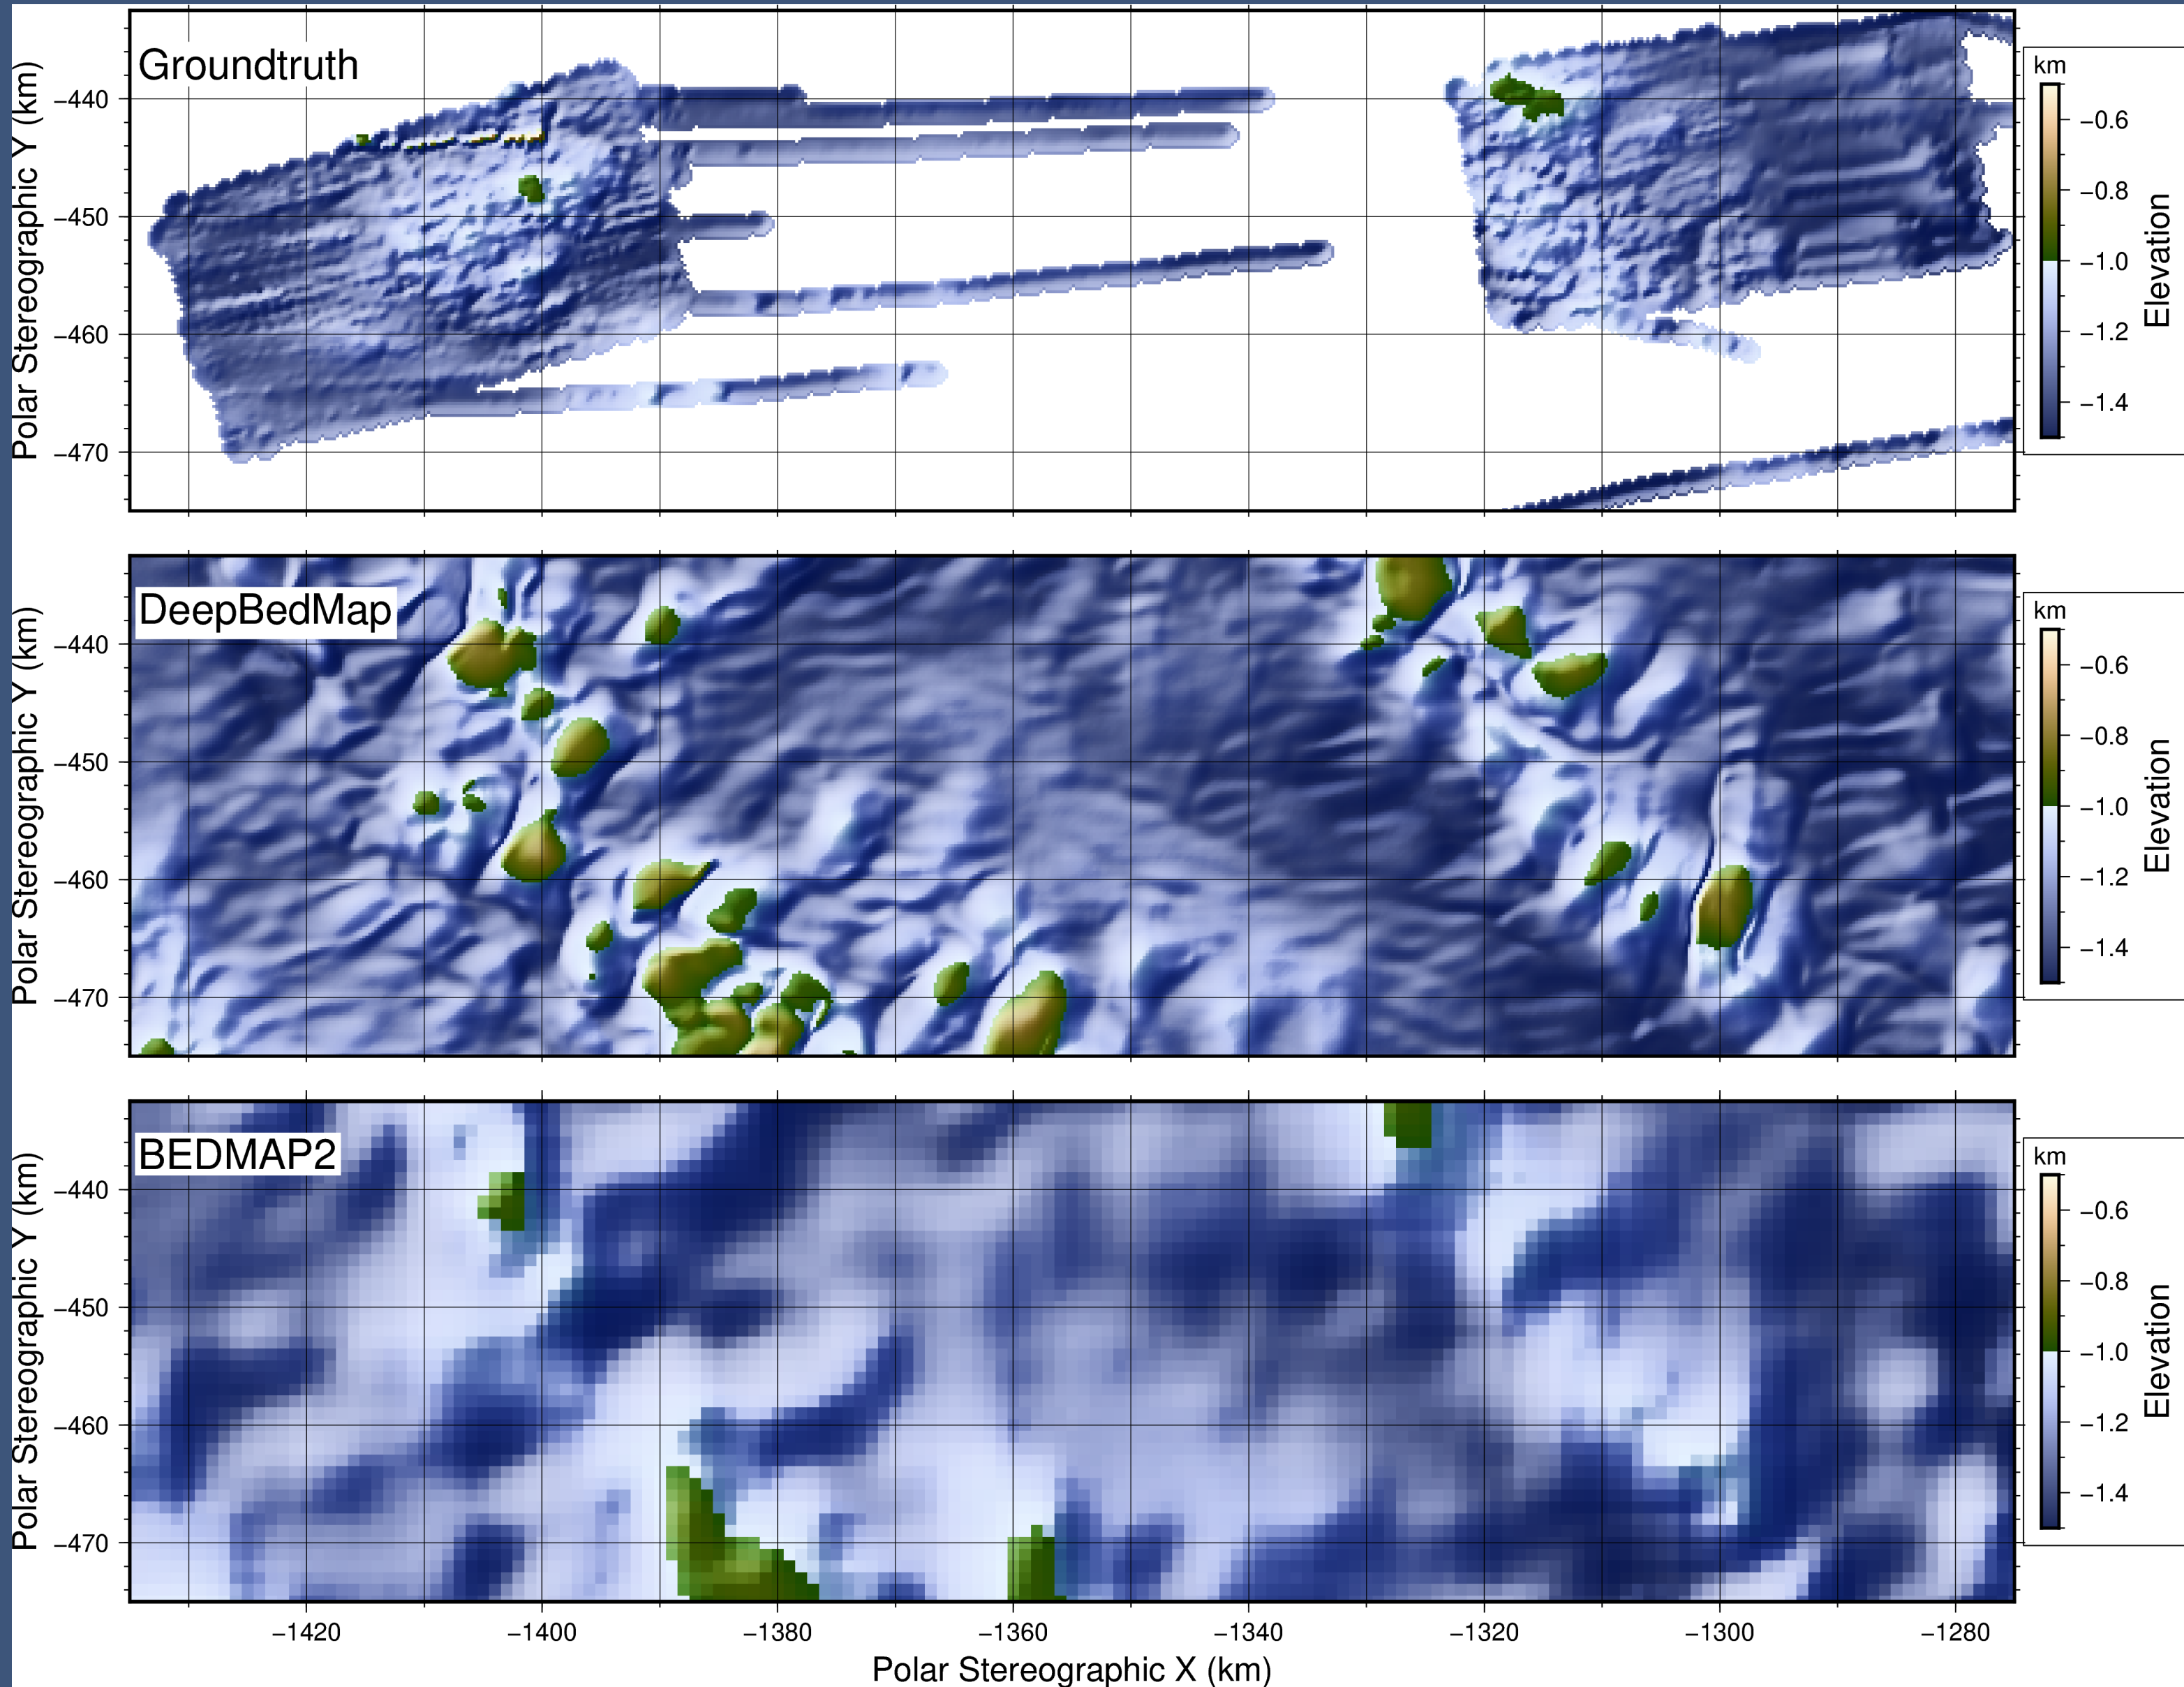 Groundtruth
Polar Stereographic Y (km)
−440
−450
−460
−470
km
−0.6
−0.8
−1.0
−1.2
−1.4
Elevation
DeepBedMap
Polar Stereographic Y (km)
−440
−450
−460
−470
km
−0.6
−0.8
−1.0
−1.2
−1.4
Elevation
BEDMAP2
Polar Stereographic Y (km)
−440
−450
−460
−470
km
−0.6
−0.8
−1.0
−1.2
−1.4
Elevation
−1420 −1400 −1380 −1360 −1340 −1320 −1300 −1280
Polar Stereographic X (km)